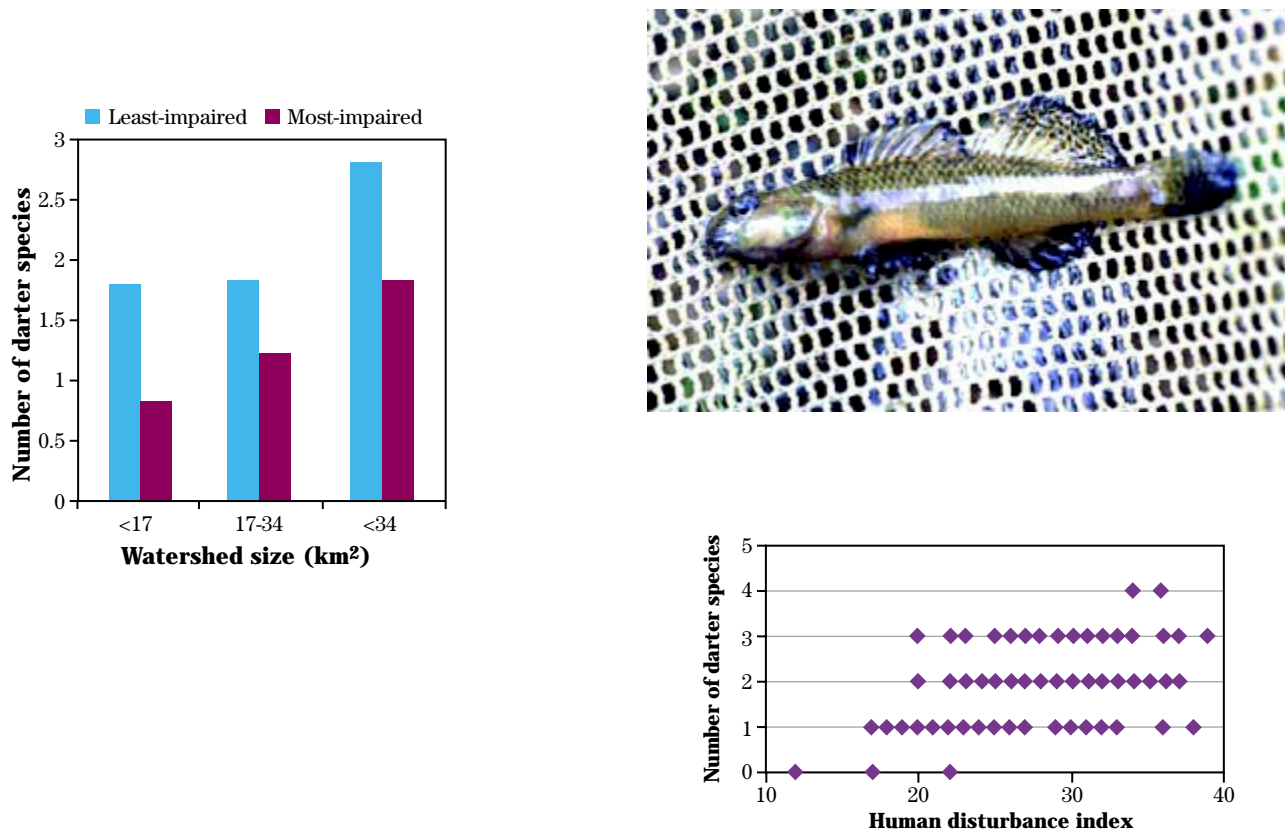 Least-impaired Most-impaired
3
2.5
2
1.5
1
0.5
0
Number of darter species
<17 17-34 <34
Watershed size (km²)
5
4
3
2
1
0
Number of darter species
10 20 30 40
Human disturbance index